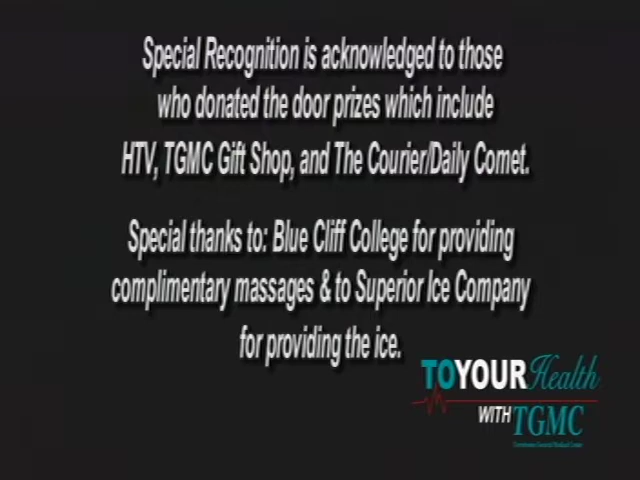 Special Recognition is acknowledged to those
who donated the door prizes which include
HTV, TGMC Gift Shop, and The Courier/Daily Comet.
Special thanks to: Blue Cliff College for providing
complimentary massages & to Superior Ice Company
for providing the ice.
TOYOUR Health
WITH TGMC